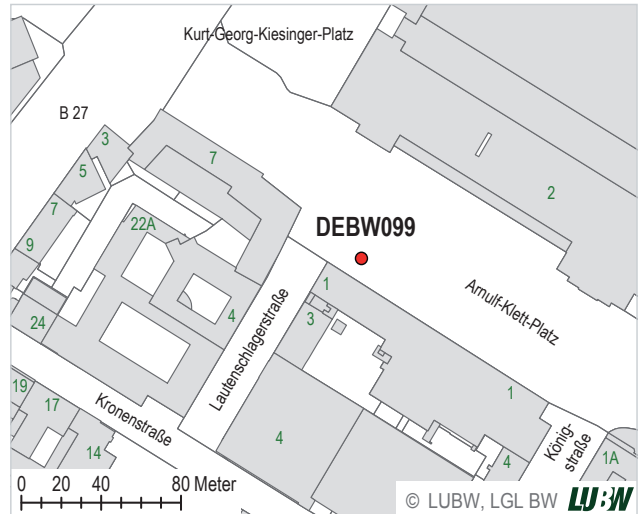 Kurt-Georg-Kiesinger-Platz
B 27
3
7
5
2
7
22A
DEBW099
9
1
Arnulf-Klett-Platz
4
3
24
Lautenschlagerstraße
19
17
Kronenstraße
1
König-
straße
4
14
4
1A
0 20 40 80 Meter
© LUBW, LGL BW LUBW